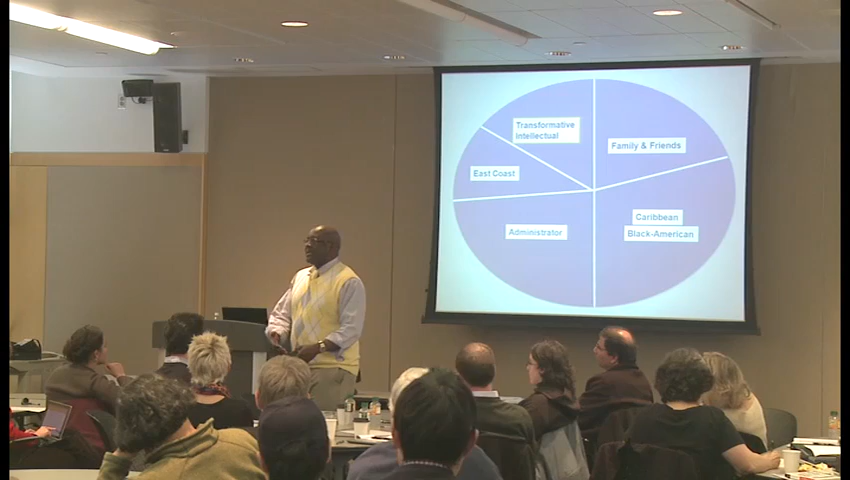 Transformative
Intellectual
Family & Friends
East Coast
Caribbean
Black-American
Administrator